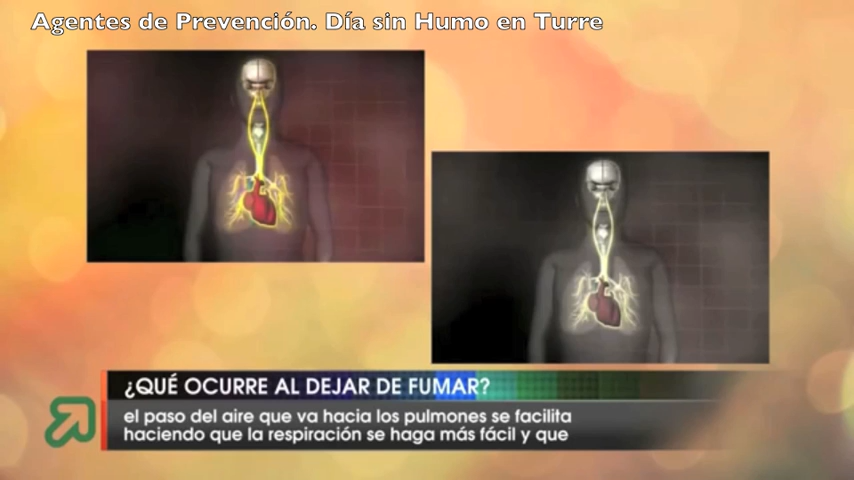 Agentes de Prevención. Día sin Humo en Turre
¿QUÉ OCURRE AL DEJAR DE FUMAR?
el paso del aire que va hacia los pulmones se facilita
haciendo que la respiración se haga más fácil y que